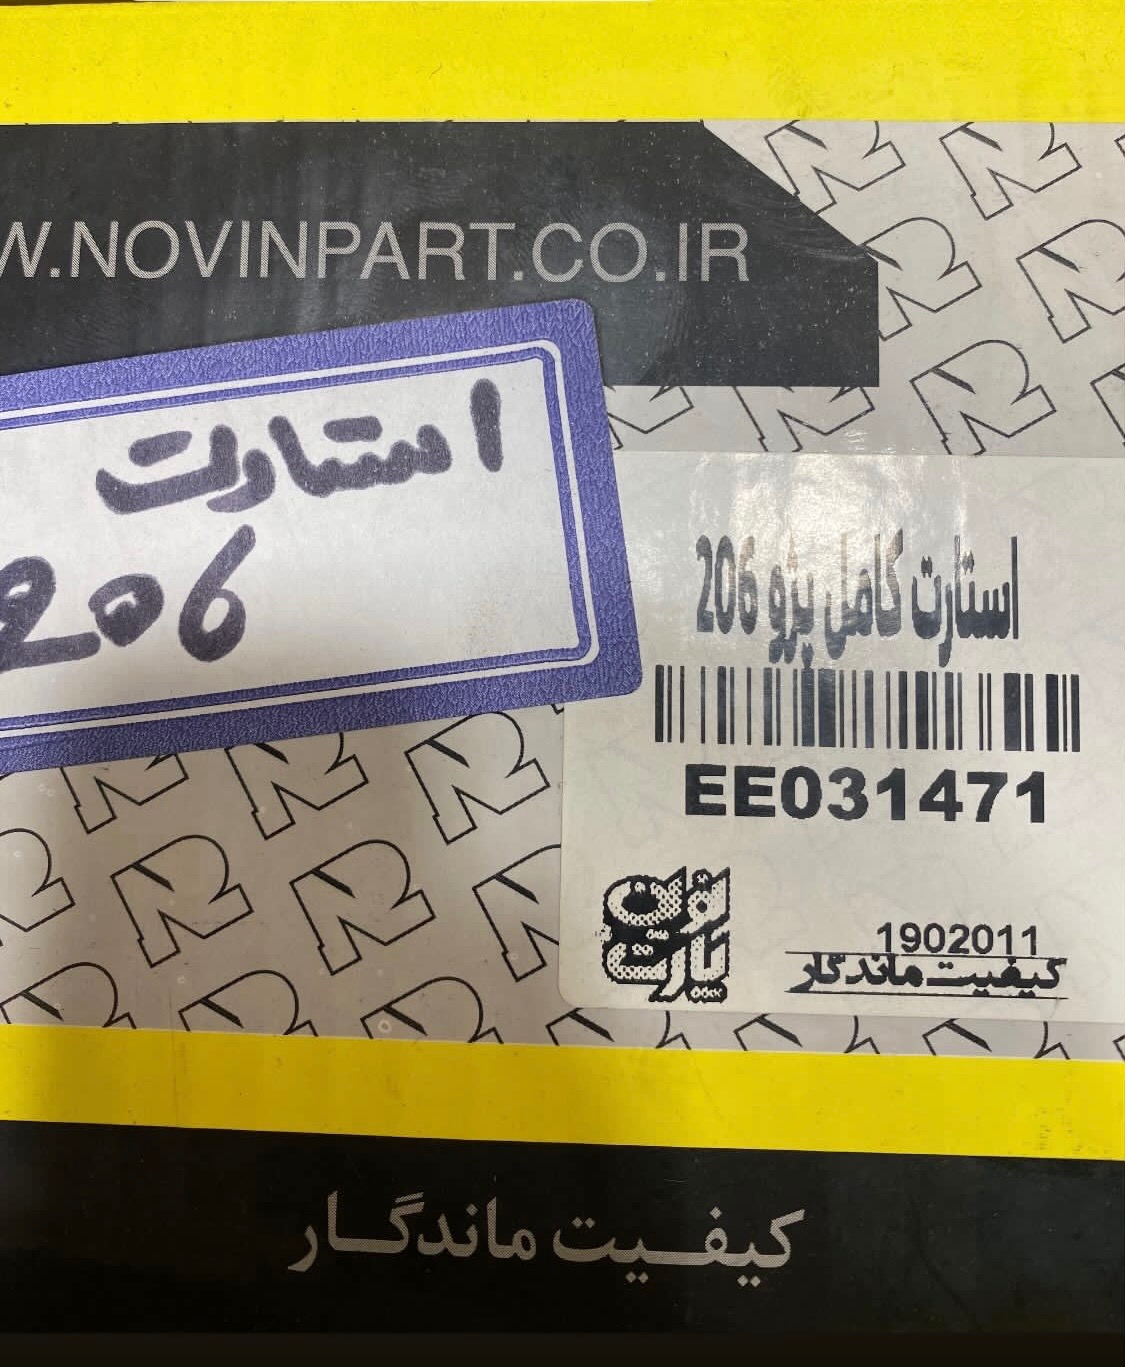 W.NOVINPART.CO.IR
استارت
206
استارت کامل پژو 206
EE031471
نوین
پارت
1902011
کیفیت ماندگار
کیفیت ماندگار